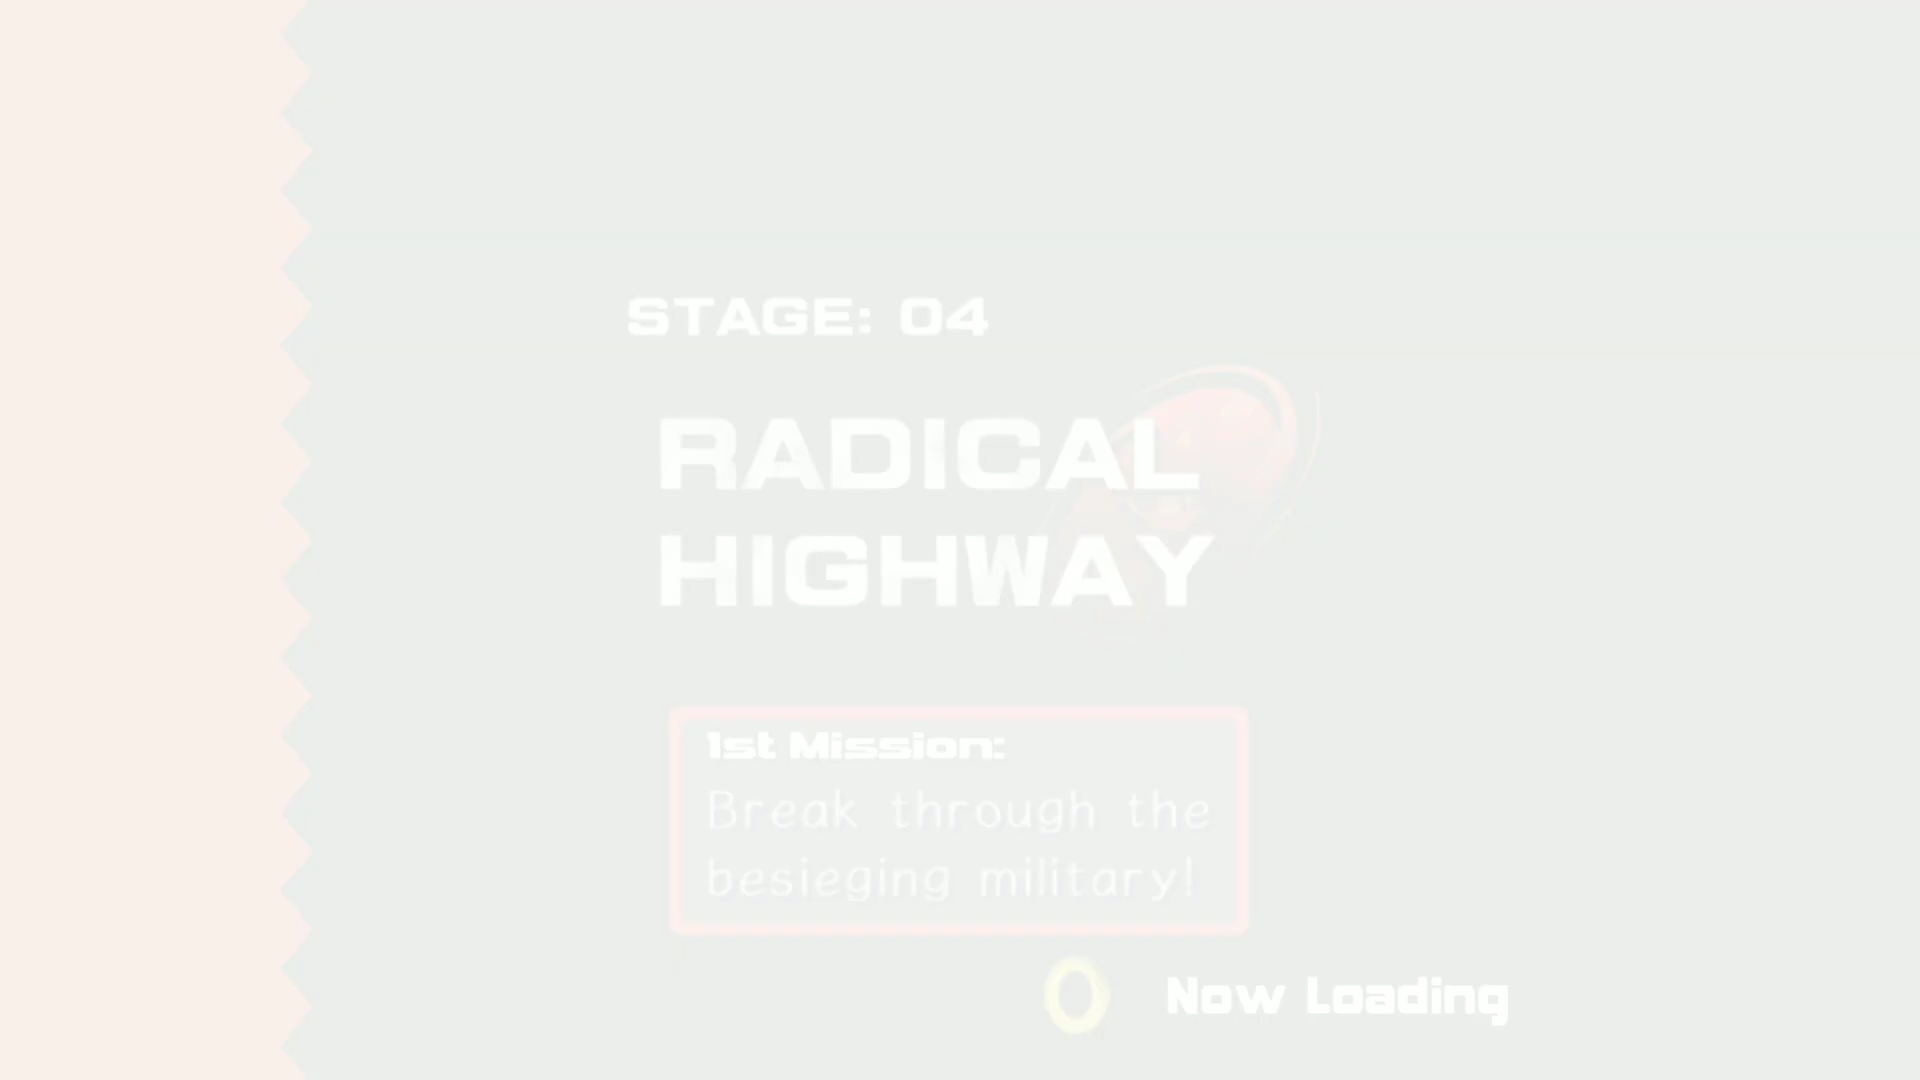 STAGE: 04
RADICAL
HIGHWAY
1st Mission:
Break through the
besieging military!
Now Loading